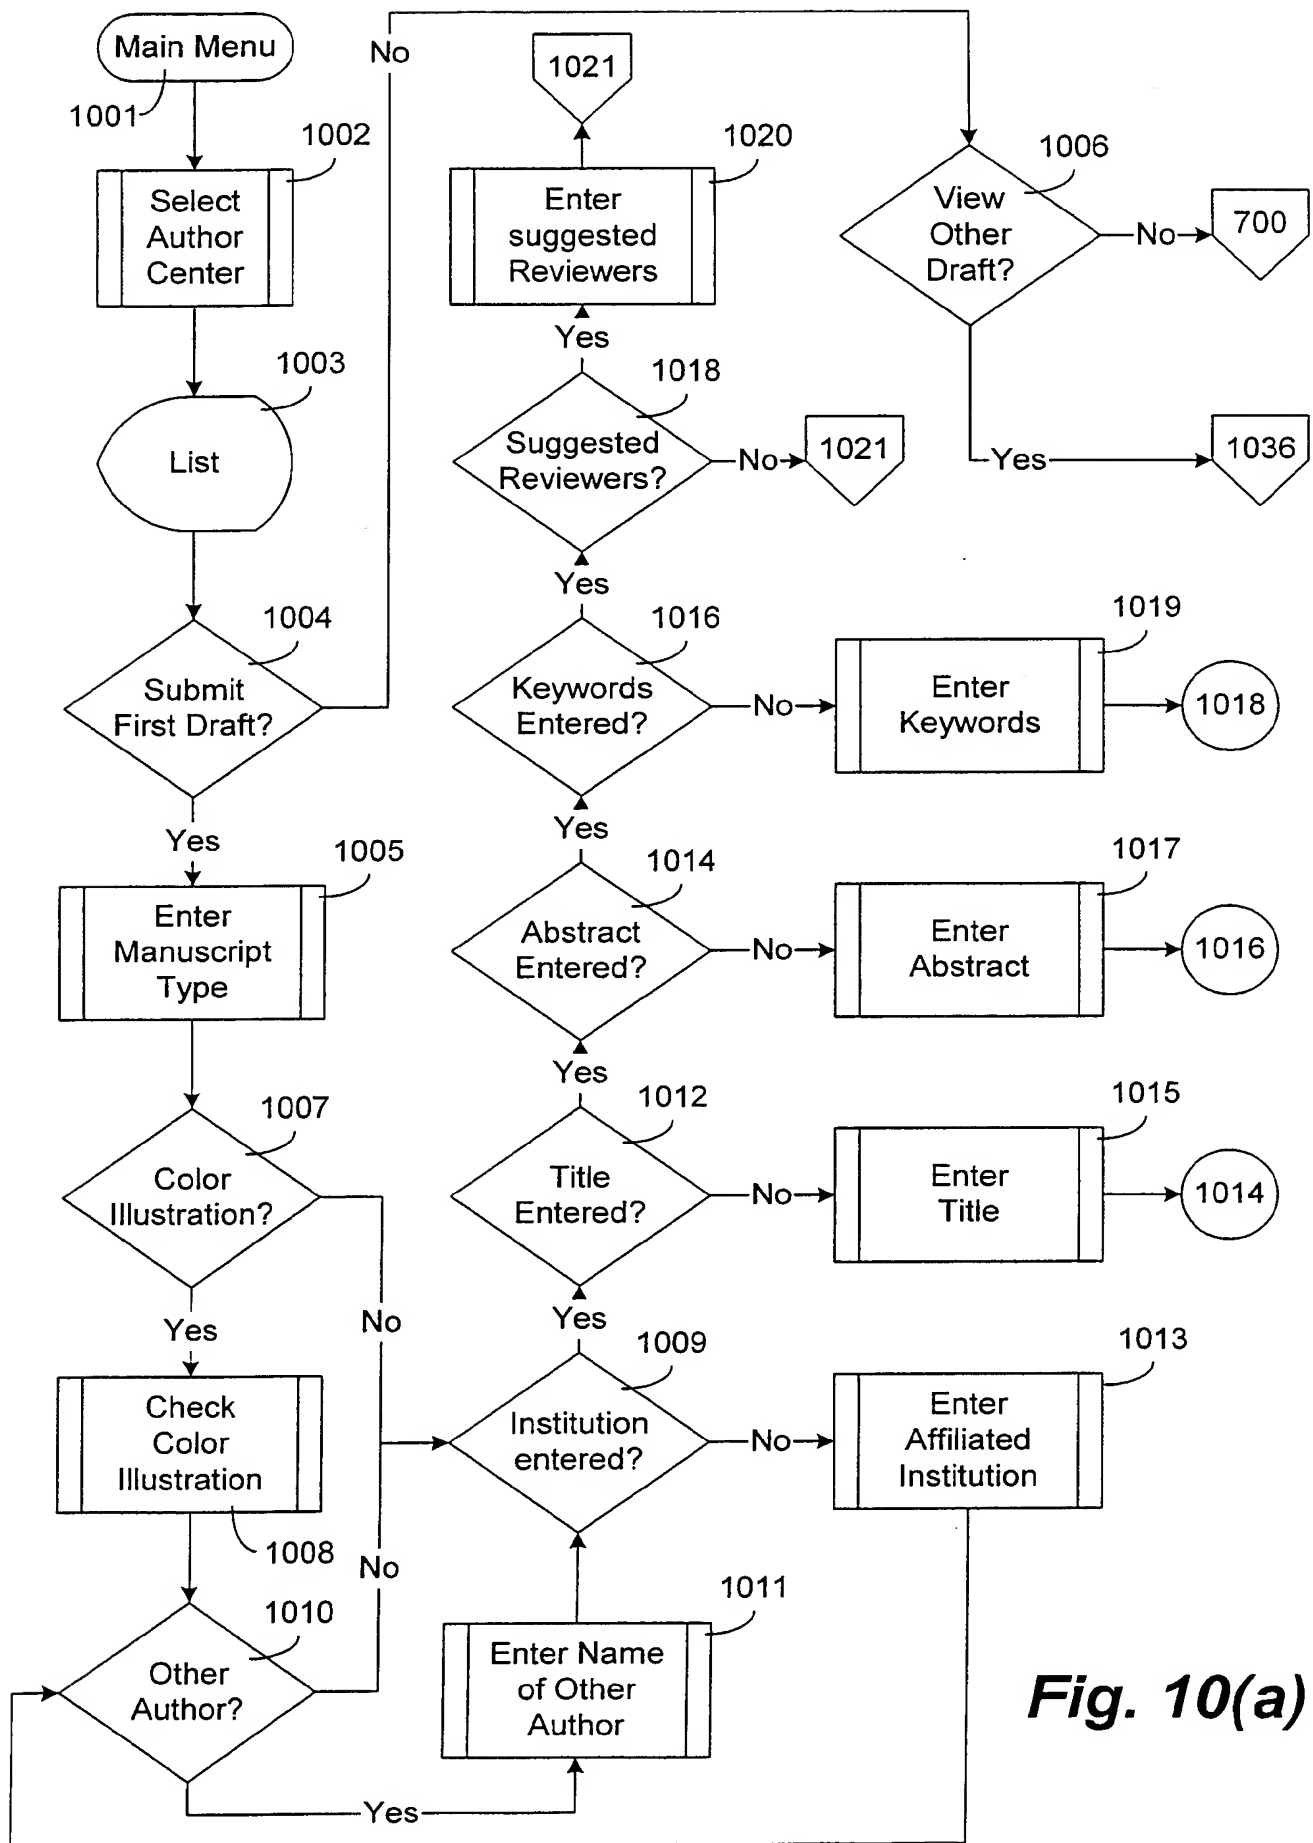 Main Menu
1001
1002
Select
Author
Center
1003
List
1004
Submit
First Draft?
No
Yes
1005
Enter
Manuscript
Type
1007
Color
Illustration?
No
Yes
Check
Color
Illustration
1008
1010
Other
Author?
No
Yes
1011
Enter Name
of Other
Author
1009
Institution
entered?
No
1013
Enter
Affiliated
Institution
Yes
1012
Title
Entered?
No
1015
Enter
Title
1014
Yes
1014
Abstract
Entered?
No
1017
Enter
Abstract
1016
Yes
1016
Keywords
Entered?
No
1019
Enter
Keywords
1018
Yes
1018
Suggested
Reviewers?
No
1021
Yes
1020
Enter
suggested
Reviewers
1021
1006
View
Other
Draft?
No
700
Yes
1036
Fig. 10(a)